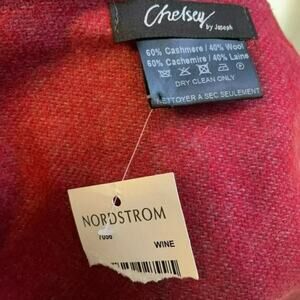 Chelsey
by Joseph
60% Cashmere / 40% Wool
60% Cachemire / 40% Laine
DRY CLEAN ONLY
NETTOYER A SEC SEULEMENT
NORDSTROM
WINE